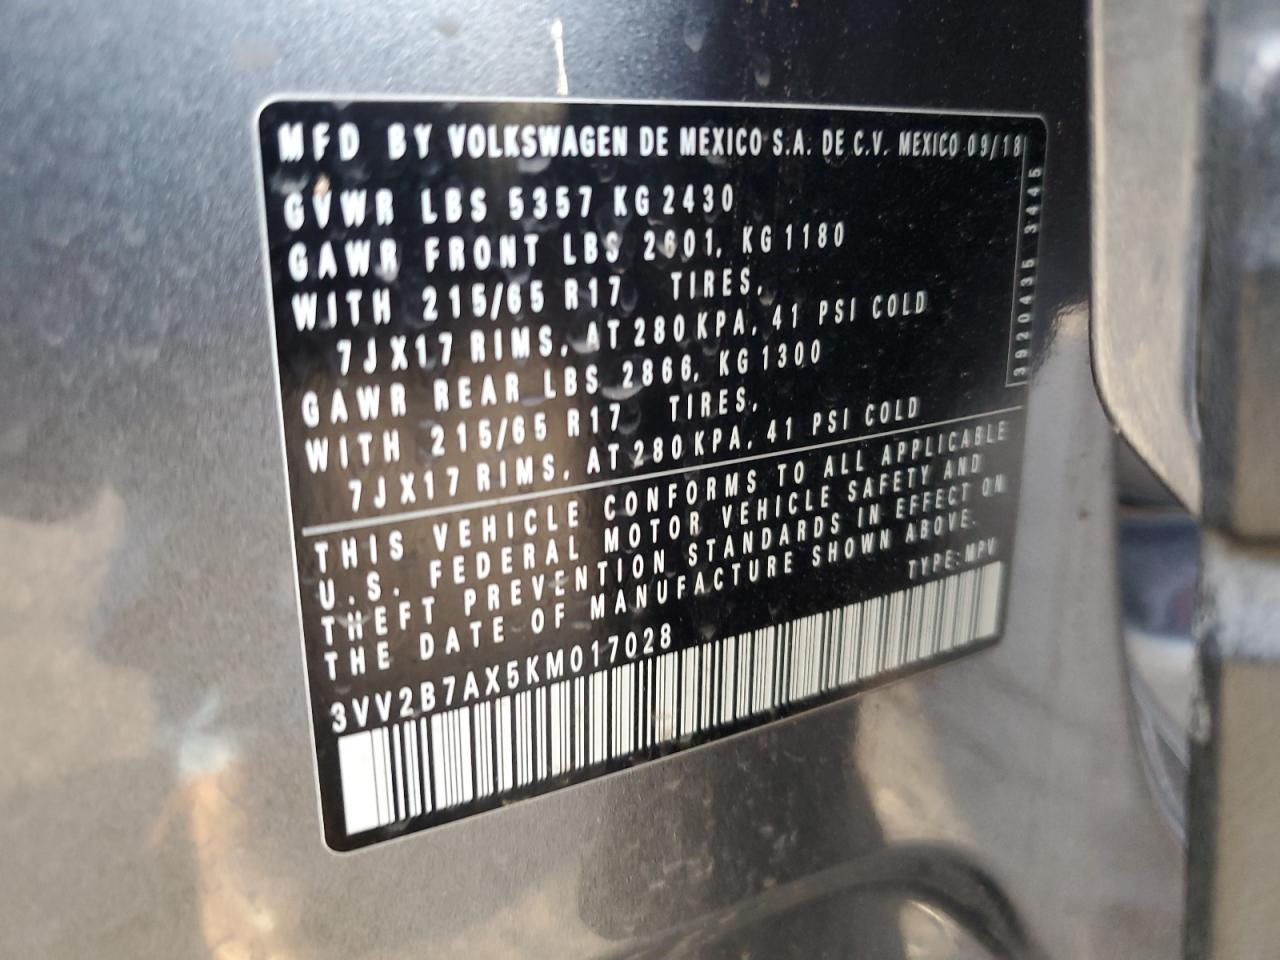 MFD BY VOLKSWAGEN DE MEXICO S.A. DE C.V. MEXICO 09/18
GVWR LBS 5357 KG 2430
GAWR FRONT LBS 2601, KG 1180
WITH 215/65 R17 TIRES,
7J X17 RIMS, AT 280 KPA, 41 PSI COLD
GAWR REAR LBS 2866, KG 1300
WITH 215/65 R17 TIRES,
7J X17 RIMS, AT 280 KPA, 41 PSI COLD
3920435 3445
THIS VEHICLE CONFORMS TO ALL APPLICABLE
U.S. FEDERAL MOTOR VEHICLE SAFETY AND
THEFT PREVENTION STANDARDS IN EFFECT ON
THE DATE OF MANUFACTURE SHOWN ABOVE.
TYPE: MPV
3VV2B7AX5KM017028